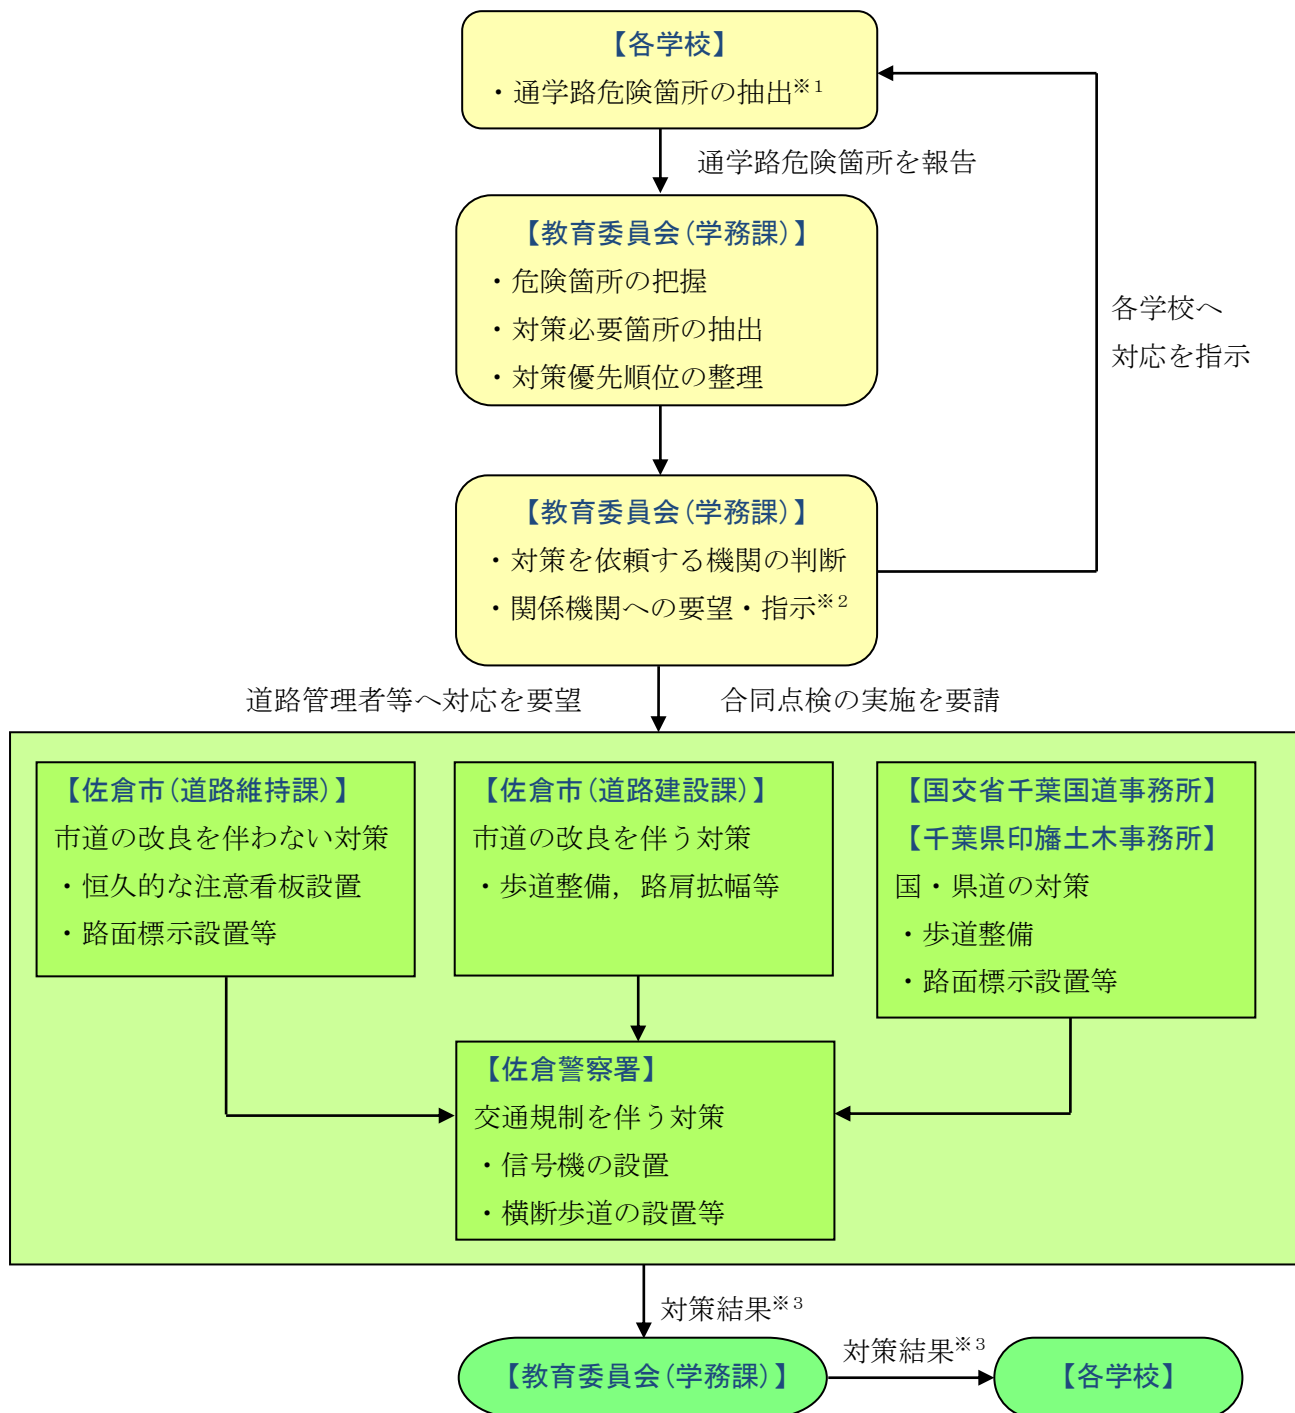 【各学校】
・通学路危険箇所の抽出※1
通学路危険箇所を報告
【教育委員会(学務課)】
・危険箇所の把握
・対策必要箇所の抽出
・対策優先順位の整理
各学校へ
対応を指示
【教育委員会(学務課)】
・対策を依頼する機関の判断
・関係機関への要望・指示※2
道路管理者等へ対応を要望
合同点検の実施を要請
【佐倉市(道路維持課)】
市道の改良を伴わない対策
・恒久的な注意看板設置
・路面標示設置等
【佐倉市(道路建設課)】
市道の改良を伴う対策
・歩道整備，路肩拡幅等
【国交省千葉国道事務所】
【千葉県印旛土木事務所】
国・県道の対策
・歩道整備
・路面標示設置等
【佐倉警察署】
交通規制を伴う対策
・信号機の設置
・横断歩道の設置等
対策結果※3
【教育委員会(学務課)】
対策結果※3
【各学校】